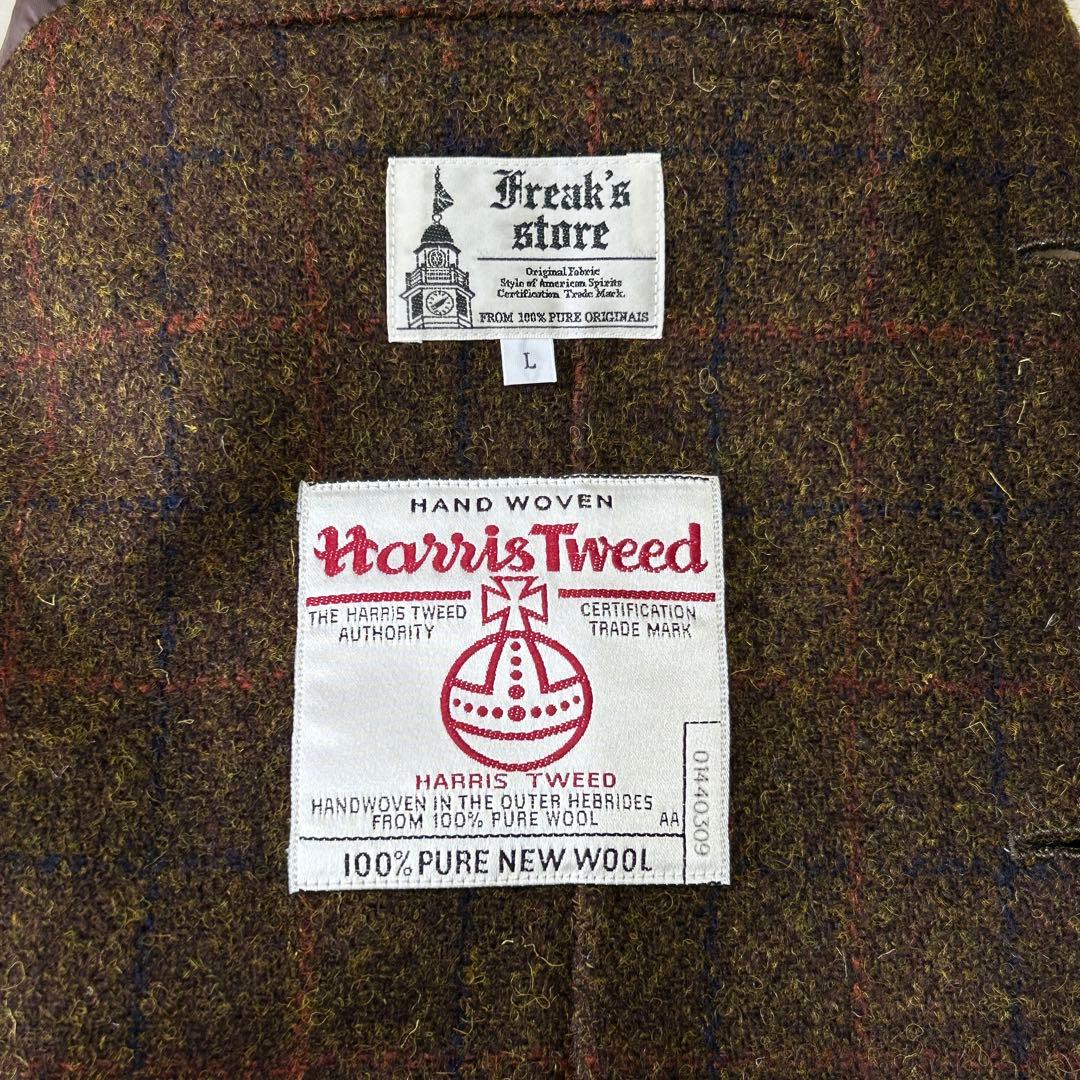 Freak's
store
Original Fabric
Style of American Spirits
Certification Trade Mark.
FROM 100% PURE ORIGINALS
L
HAND WOVEN
Harris Tweed
THE HARRIS TWEED
AUTHORITY
CERTIFICATION
TRADE MARK
HARRIS TWEED
HANDWOVEN IN THE OUTER HEBRIDES
FROM 100% PURE WOOL
AA
01440309
100% PURE NEW WOOL